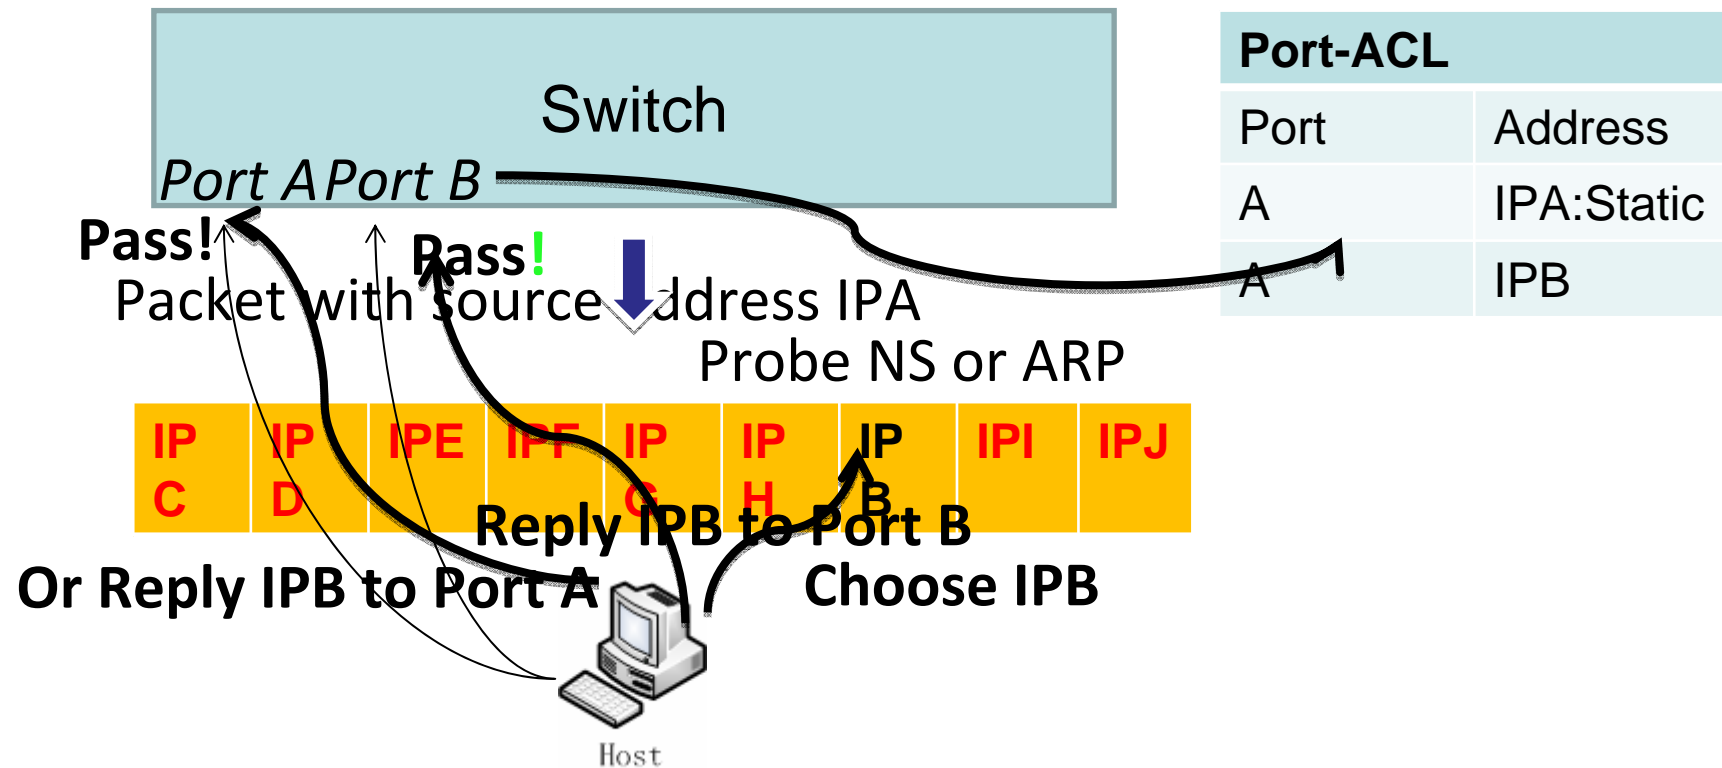 Switch
Port A Port B
Port-ACL
Port Address
A IPA:Static
A IPB
Pass!
Pass!
Packet with source address IPA
Probe NS or ARP
IP C
IP D
IPE
IPF
IP G
IP H
IP B
IPI
IPJ
Reply IPB to Port B
Or Reply IPB to Port A
Choose IPB
Host